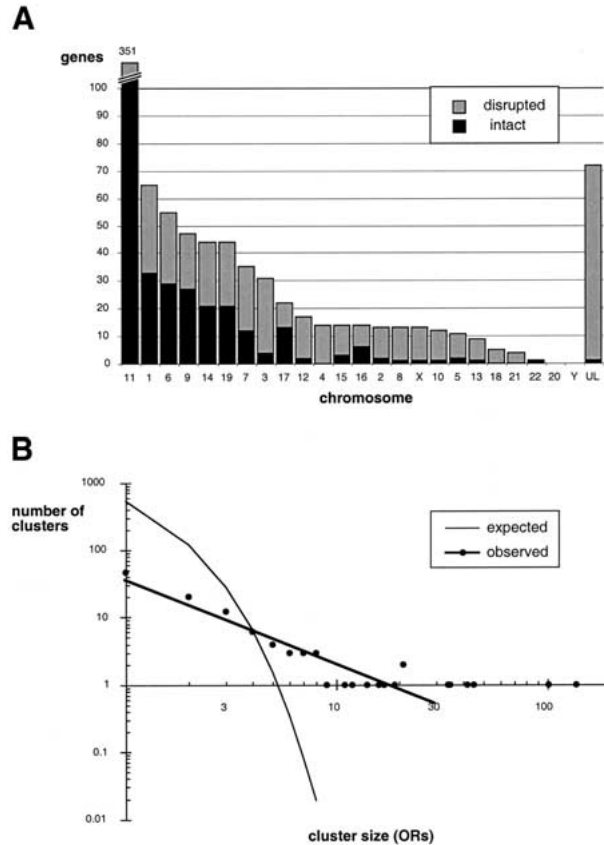 A
351
genes
100
90
80
70
60
50
40
30
20
10
0
disrupted
intact
11 1 6 9 14 19 7 3 17 12 4 15 16 2 8 X 10 5 13 18 21 22 20 Y UL
chromosome
B
1000
number of
clusters
100
10
1
0.1
0.01
expected
observed
3 10 30 100
cluster size (ORs)